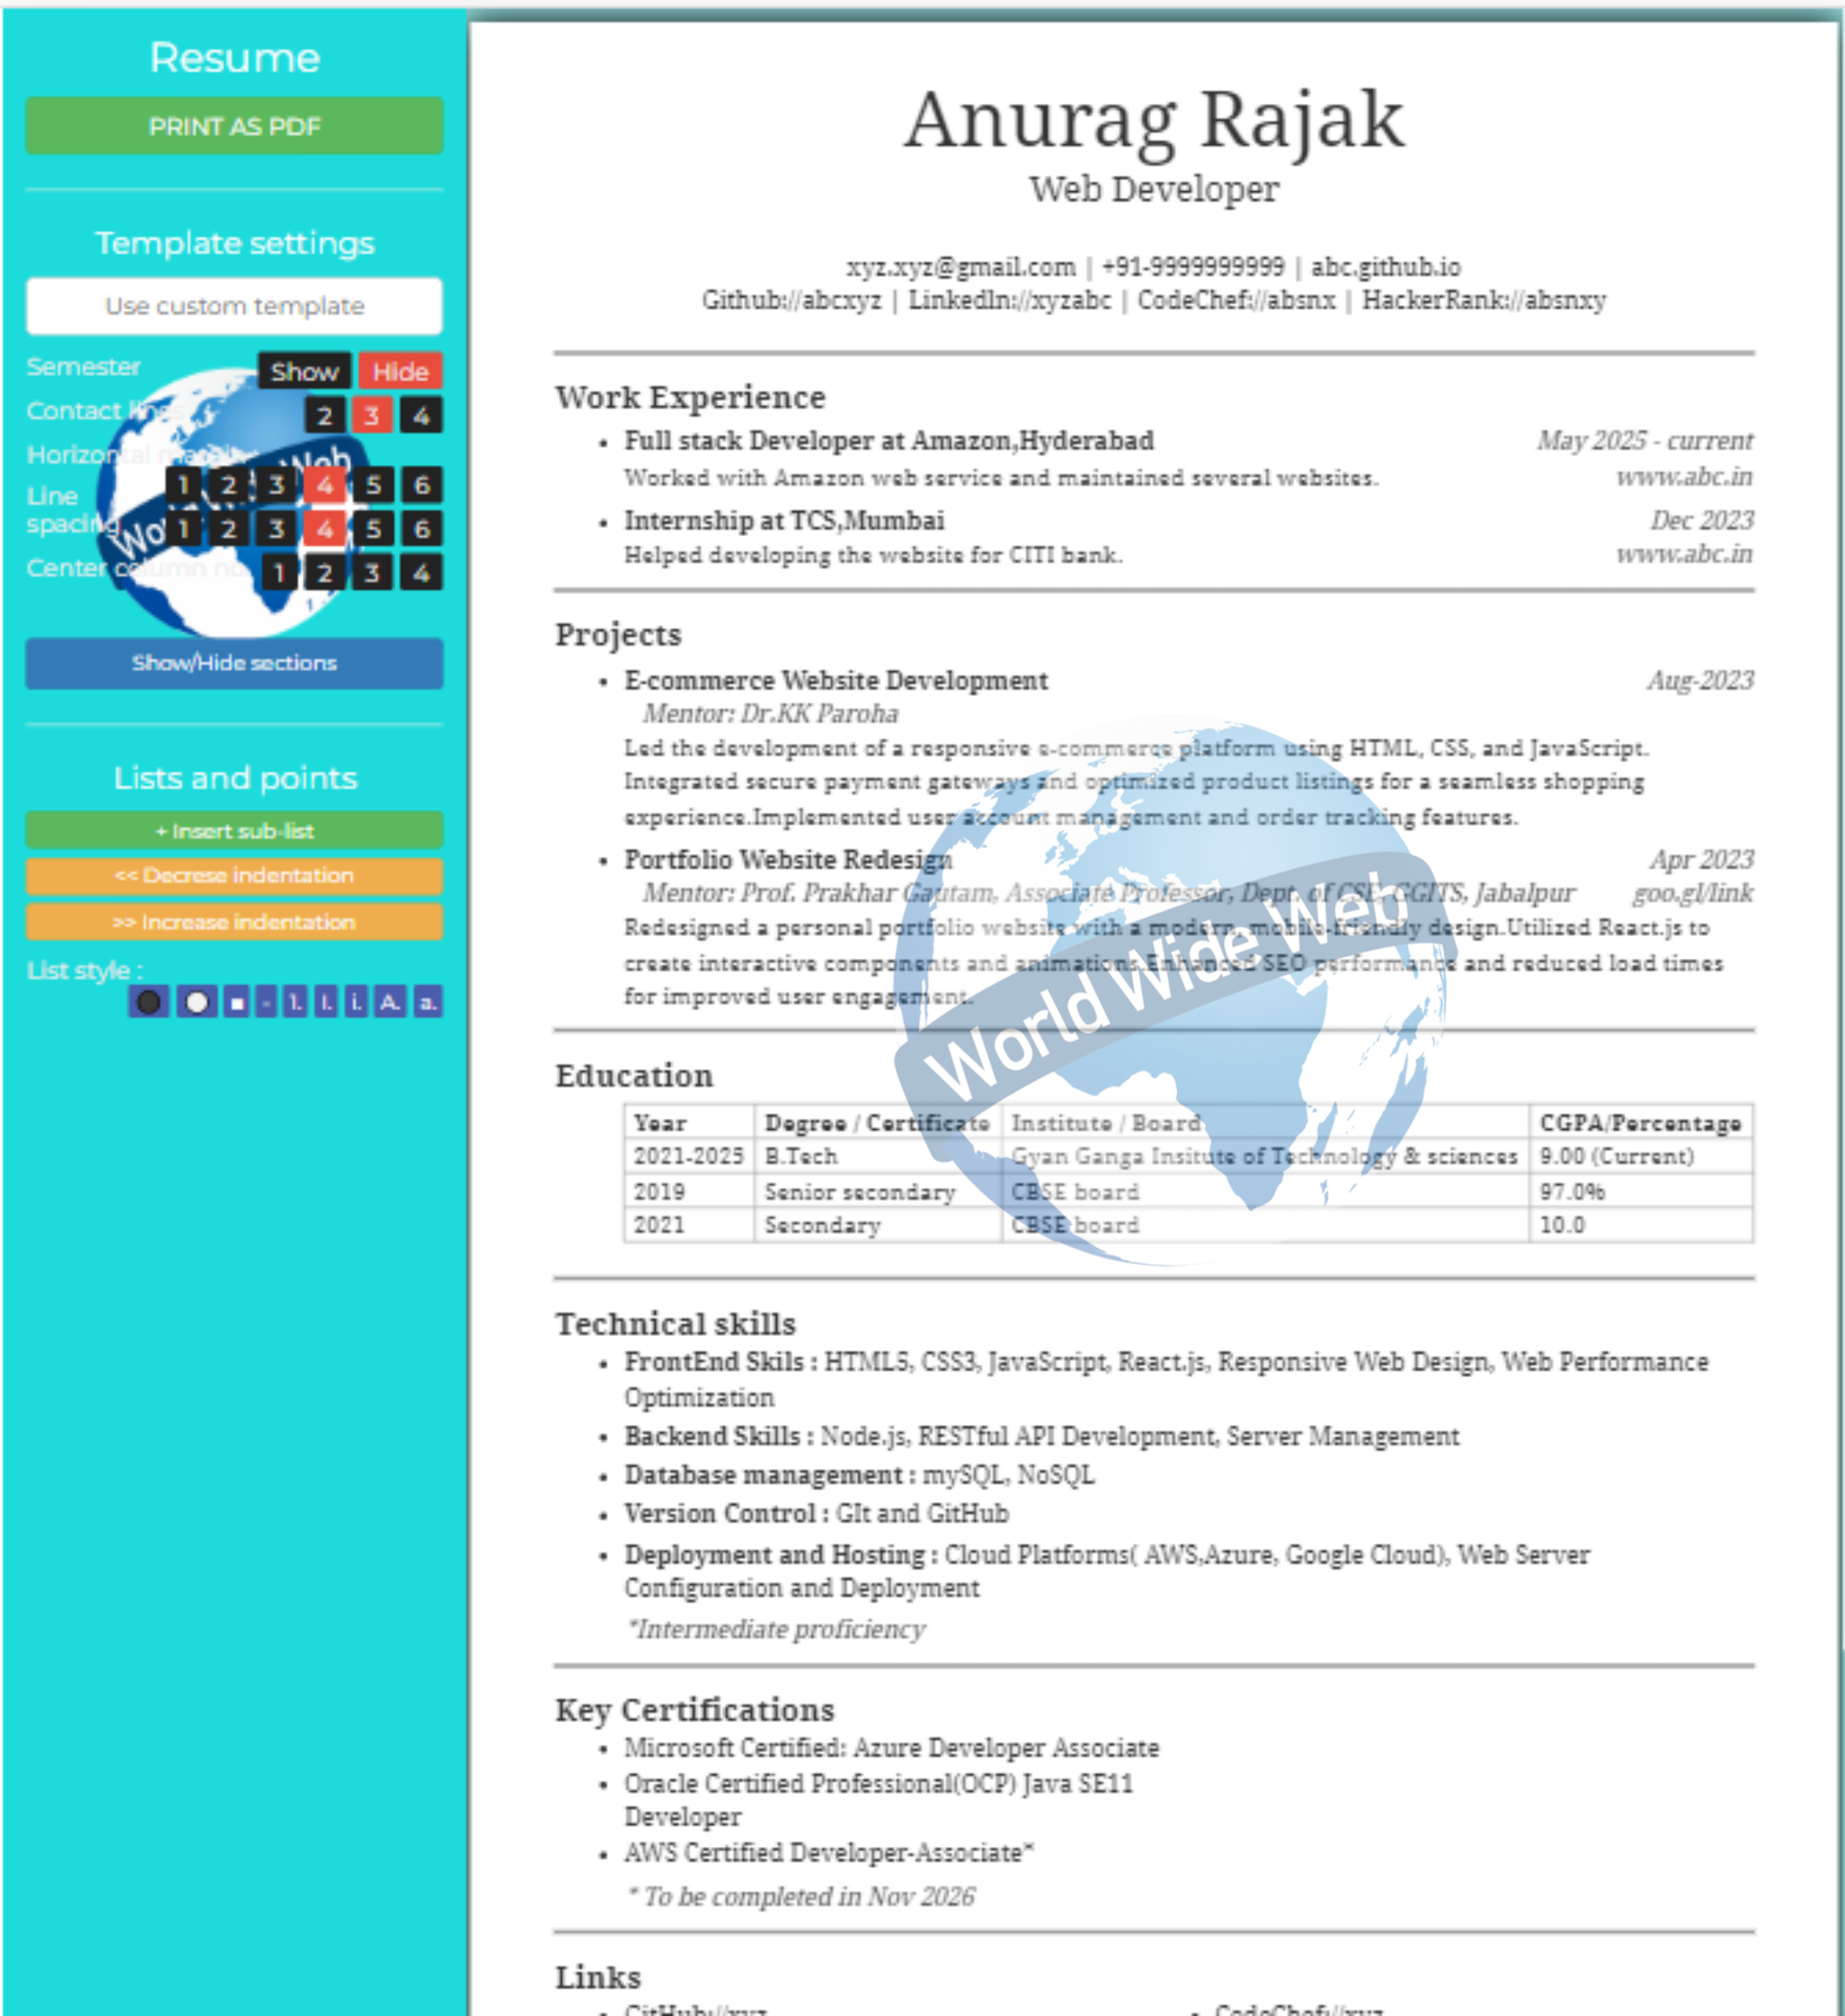 Resume
PRINT AS PDF
Template settings
Use custom template
Semester Show Hide
Contact lines 2 3 4
Horizontal margin
1 2 3 4 5 6
Line
spacing 1 2 3 4 5 6
Center column no. 1 2 3 4
Show/Hide sections
Lists and points
+ Insert sub-list
<< Decrese indentation
>> Increase indentation
List style :
- 1. I. i. A. a.
Anurag Rajak
Web Developer
xyz.xyz@gmail.com | +91-9999999999 | abc.github.io
Github://abcxyz | LinkedIn://xyzabc | CodeChef://absnx | HackerRank://absnxy
Work Experience
• Full stack Developer at Amazon,Hyderabad May 2025 - current
Worked with Amazon web service and maintained several websites. www.abc.in
• Internship at TCS,Mumbai Dec 2023
Helped developing the website for CITI bank. www.abc.in
Projects
• E-commerce Website Development Aug-2023
Mentor: Dr.KK Paroha
Led the development of a responsive e-commerce platform using HTML, CSS, and JavaScript.
Integrated secure payment gateways and optimized product listings for a seamless shopping
experience.Implemented user account management and order tracking features.
• Portfolio Website Redesign Apr 2023
Mentor: Prof. Prakhar Gautam, Associate Professor, Dept. of CSE, GGITS, Jabalpur goo.gl/link
Redesigned a personal portfolio website with a modern, mobile-friendly design.Utilized React.js to
create interactive components and animations.Enhanced SEO performance and reduced load times
for improved user engagement.
World Wide Web
Education
Year Degree / Certificate Institute / Board CGPA/Percentage
2021-2025 B.Tech Gyan Ganga Insitute of Technology & sciences 9.00 (Current)
2019 Senior secondary CBSE board 97.0%
2021 Secondary CBSE board 10.0
Technical skills
• FrontEnd Skils : HTML5, CSS3, JavaScript, React.js, Responsive Web Design, Web Performance
Optimization
• Backend Skills : Node.js, RESTful API Development, Server Management
• Database management : mySQL, NoSQL
• Version Control : GIt and GitHub
• Deployment and Hosting : Cloud Platforms( AWS,Azure, Google Cloud), Web Server
Configuration and Deployment
*Intermediate proficiency
Key Certifications
• Microsoft Certified: Azure Developer Associate
• Oracle Certified Professional(OCP) Java SE11
Developer
• AWS Certified Developer-Associate*
* To be completed in Nov 2026
Links
• GitHub://xyz • CodeChef://xyz